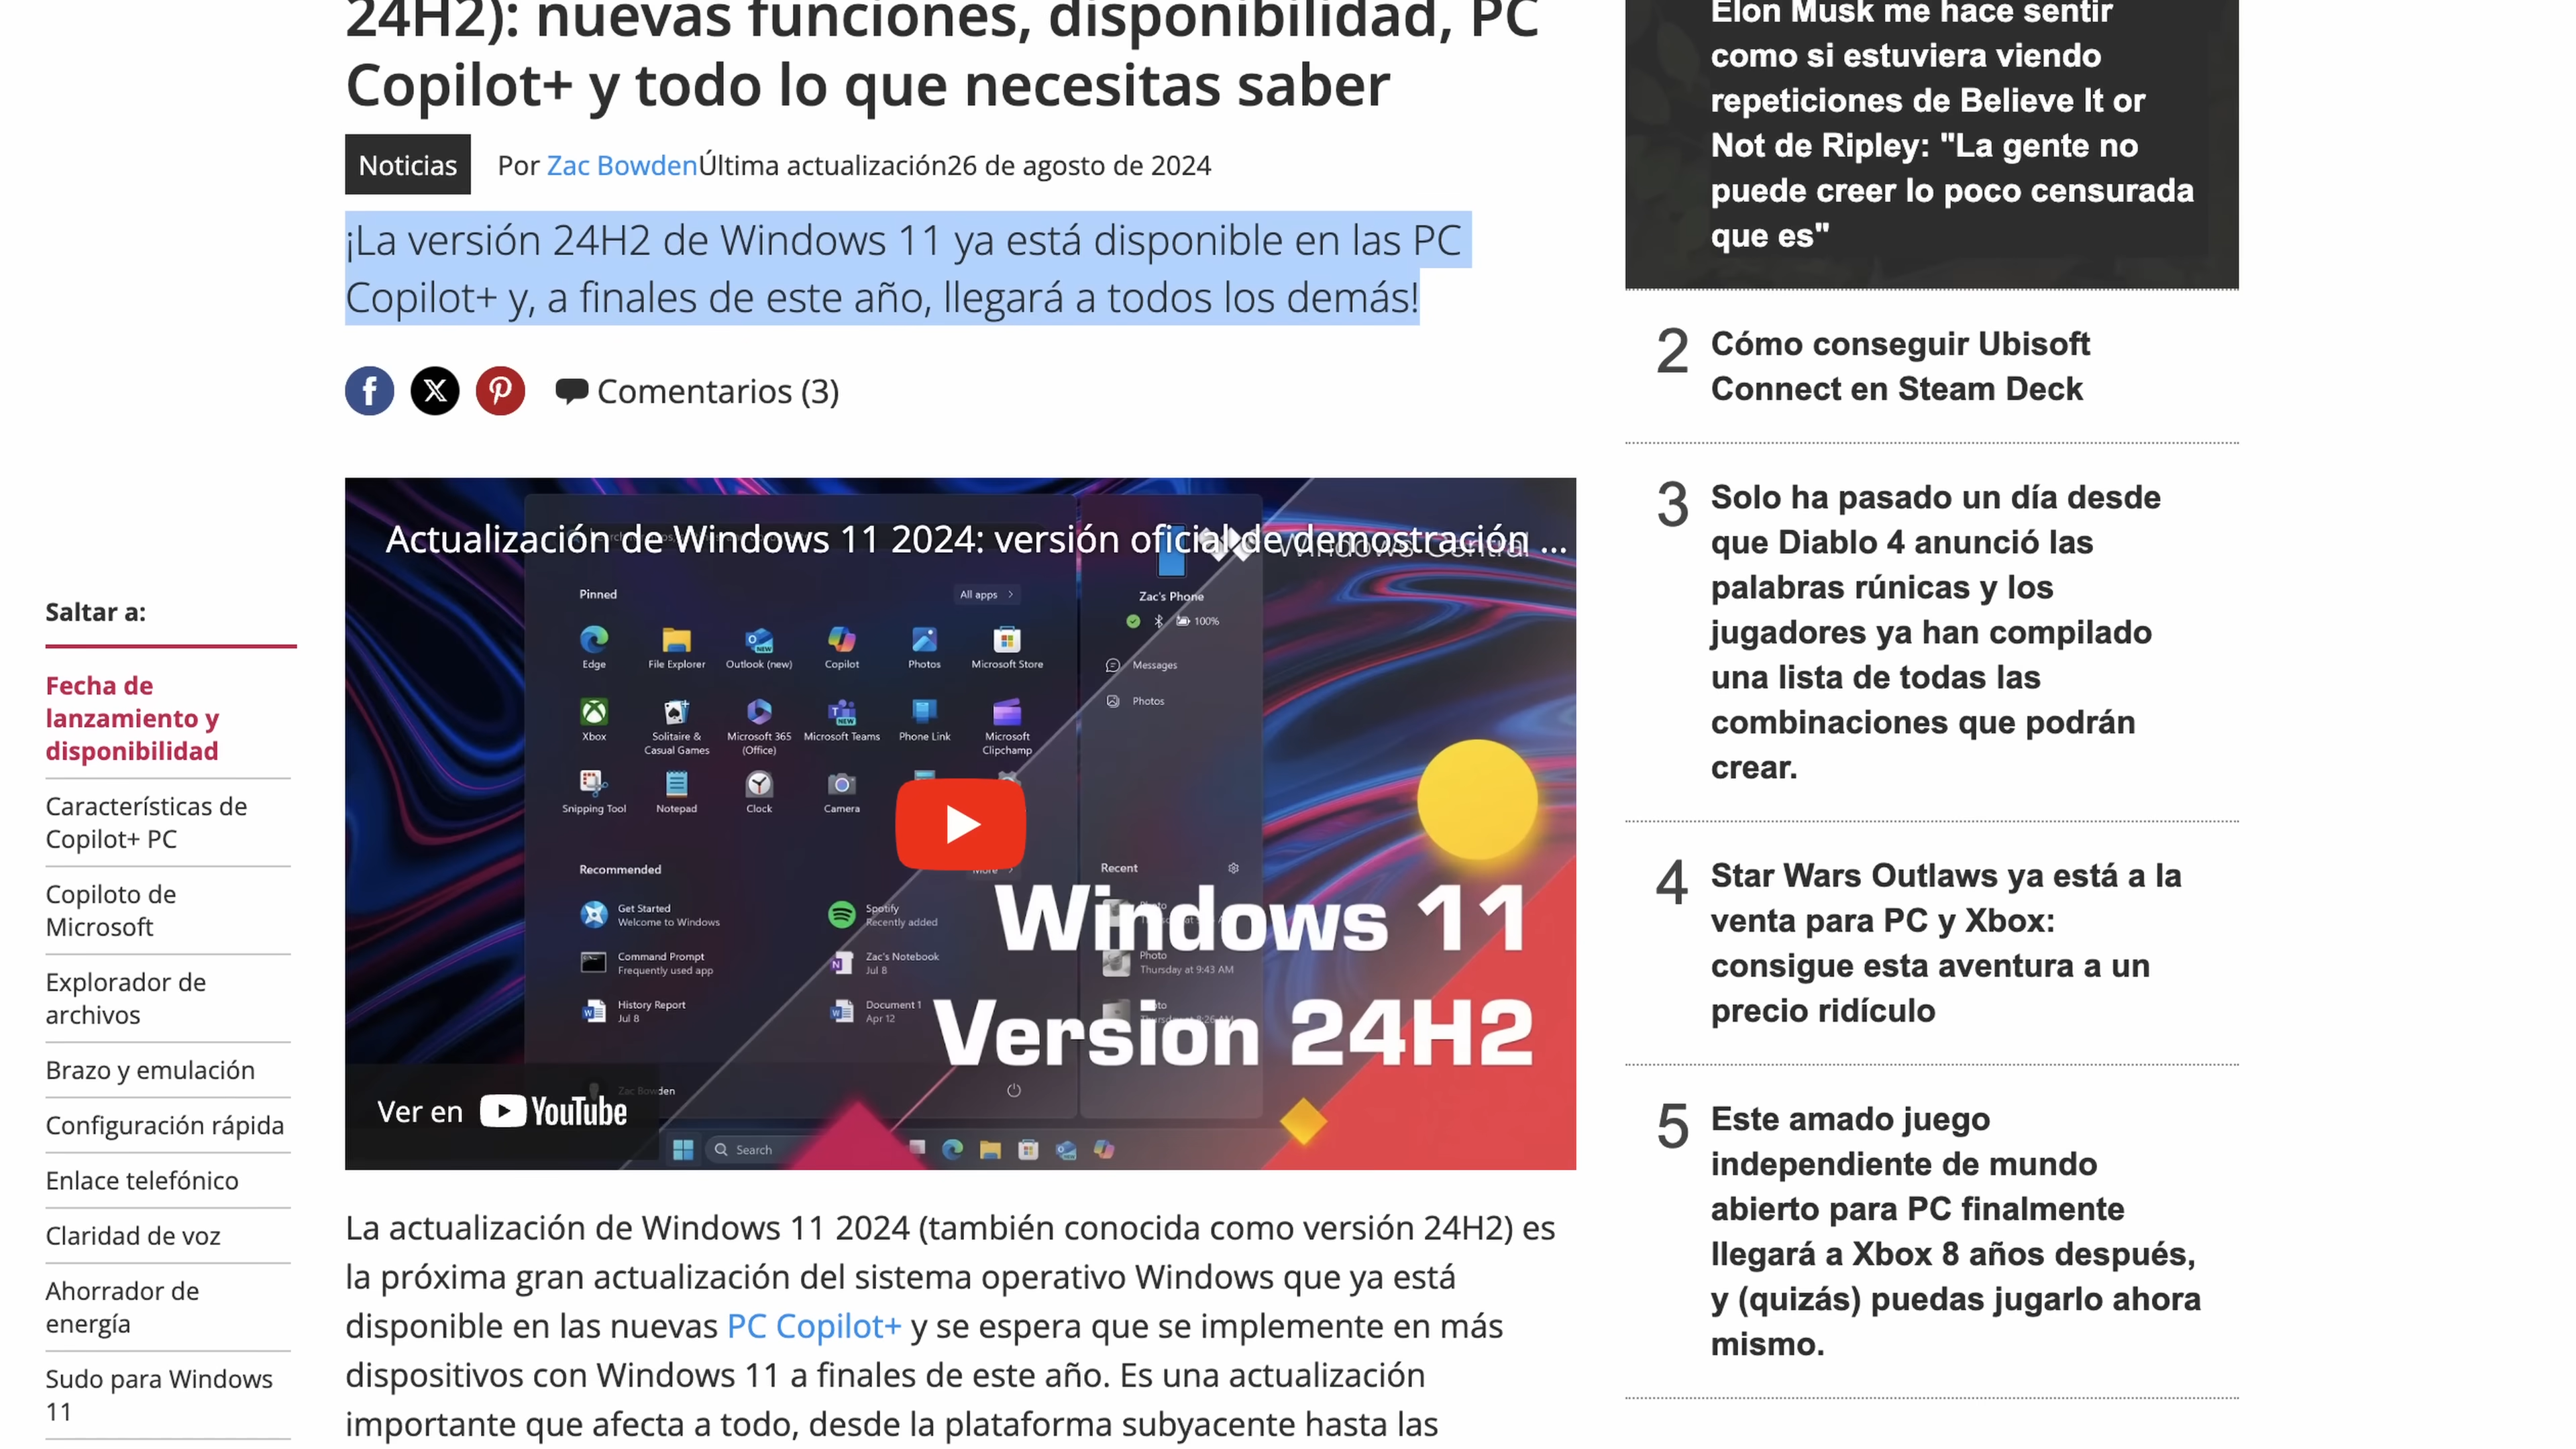 24H2): nuevas funciones, disponibilidad, PC
Copilot+ y todo lo que necesitas saber
Noticias
Por Zac BowdenÚltima actualización26 de agosto de 2024
¡La versión 24H2 de Windows 11 ya está disponible en las PC
Copilot+ y, a finales de este año, llegará a todos los demás!
Comentarios (3)
Actualización de Windows 11 2024: versión oficial de demostración ...
Windows Central
Pinned
All apps
Edge
File Explorer
Outlook (new)
Copilot
Photos
Microsoft Store
Xbox
Solitaire &
Casual Games
Microsoft 365
(Office)
Microsoft Teams
Phone Link
Microsoft
Clipchamp
Snipping Tool
Notepad
Clock
Camera
Recommended
More
Get Started
Welcome to Windows
Spotify
Recently added
Command Prompt
Frequently used app
Zac's Notebook
Jul 8
History Report
Jul 8
Document 1
Apr 12
Zac Bowden
Search
Zac's Phone
100%
Messages
Photos
Recent
Photo
Thursday at 9:43 AM
Windows 11
Version 24H2
Ver en YouTube
La actualización de Windows 11 2024 (también conocida como versión 24H2) es
la próxima gran actualización del sistema operativo Windows que ya está
disponible en las nuevas PC Copilot+ y se espera que se implemente en más
dispositivos con Windows 11 a finales de este año. Es una actualización
importante que afecta a todo, desde la plataforma subyacente hasta las
Saltar a:
Fecha de
lanzamiento y
disponibilidad
Características de
Copilot+ PC
Copiloto de
Microsoft
Explorador de
archivos
Brazo y emulación
Configuración rápida
Enlace telefónico
Claridad de voz
Ahorrador de
energía
Sudo para Windows
11
Elon Musk me hace sentir
como si estuviera viendo
repeticiones de Believe It or
Not de Ripley: "La gente no
puede creer lo poco censurada
que es"
2
Cómo conseguir Ubisoft
Connect en Steam Deck
3
Solo ha pasado un día desde
que Diablo 4 anunció las
palabras rúnicas y los
jugadores ya han compilado
una lista de todas las
combinaciones que podrán
crear.
4
Star Wars Outlaws ya está a la
venta para PC y Xbox:
consigue esta aventura a un
precio ridículo
5
Este amado juego
independiente de mundo
abierto para PC finalmente
llegará a Xbox 8 años después,
y (quizás) puedas jugarlo ahora
mismo.